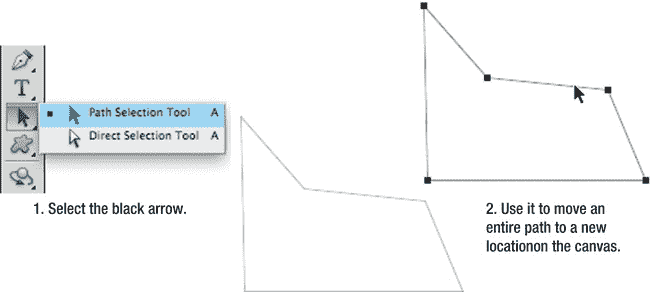 T
Path Selection Tool A
Direct Selection Tool A
1. Select the black arrow.
2. Use it to move an
entire path to a new
locationon the canvas.